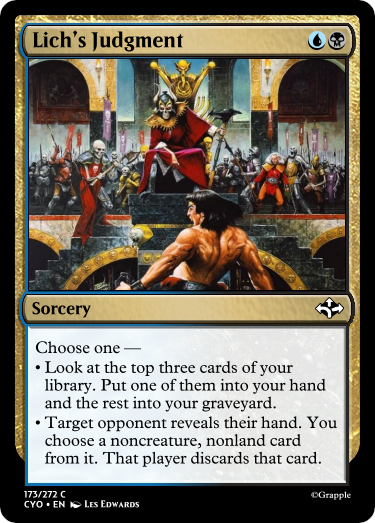 Lich's Judgment
Sorcery
Choose one —
• Look at the top three cards of your
library. Put one of them into your hand
and the rest into your graveyard.
• Target opponent reveals their hand. You
choose a noncreature, nonland card
from it. That player discards that card.
173/272 C
CYO • EN Les Edwards
©Grapple